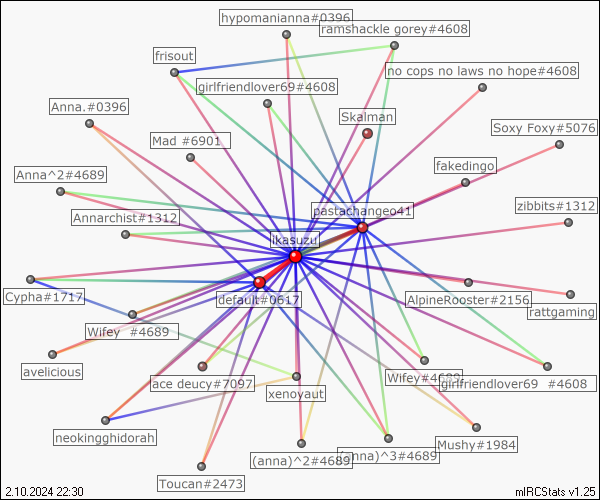 hypomanianna#0396
ramshackle gorey#4608
frisout
no cops no laws no hope#4608
girlfriendlover69#4608
Anna.#0396
Skalman
Soxy Foxy#5076
Mad #6901
fakedingo
Anna^2#4689
pastachangeo41
zibbits#1312
Annarchist#1312
ikasuzu
Cypha#1717
default#0617
AlpineRooster#2156
rattgaming
Wifey #4689
avelicious
ace deucy#7097
Wifey#4689
girlfriendlover69 #4608
xenovaut
neokingghidorah
(anna)^2#4689
(anna)^3#4689
Mushy#1984
Toucan#2473
2.10.2024 22:30
mIRCStats v1.25